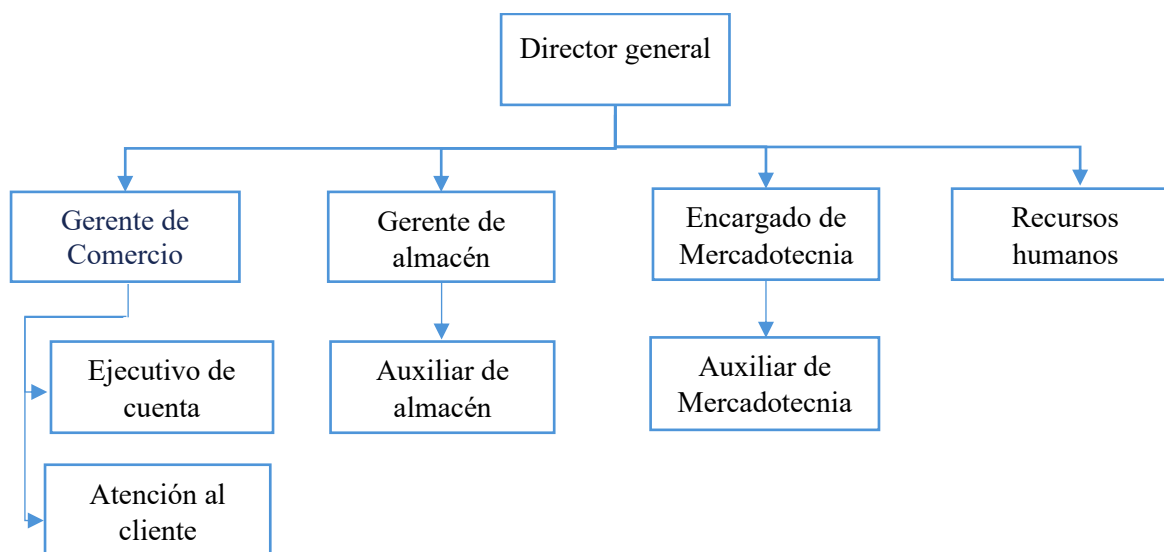 Director general
Gerente de
Comercio
Gerente de
almacén
Encargado de
Mercadotecnia
Recursos
humanos
Ejecutivo de
cuenta
Auxiliar de
almacén
Auxiliar de
Mercadotecnia
Atención al
cliente